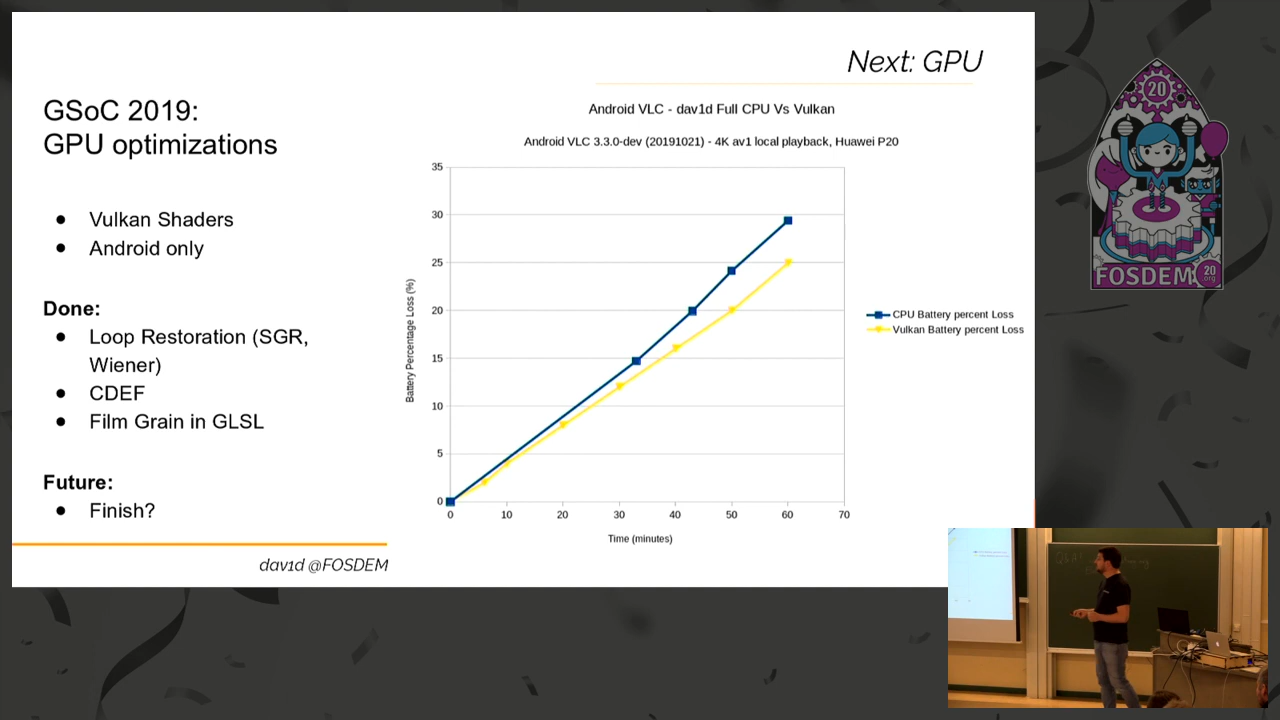 Next: GPU
GSoC 2019:
GPU optimizations
● Vulkan Shaders
● Android only
Done:
● Loop Restoration (SGR,
Wiener)
● CDEF
● Film Grain in GLSL
Future:
● Finish?
dav1d @FOSDEM
Android VLC - dav1d Full CPU Vs Vulkan
Android VLC 3.3.0-dev (20191021) - 4K av1 local playback, Huawei P20
Battery Percentage Loss (%)
35
30
25
20
15
10
5
0
0 10 20 30 40 50 60 70
Time (minutes)
CPU Battery percent Loss
Vulkan Battery percent Loss
20
FOSDEM
20
.org